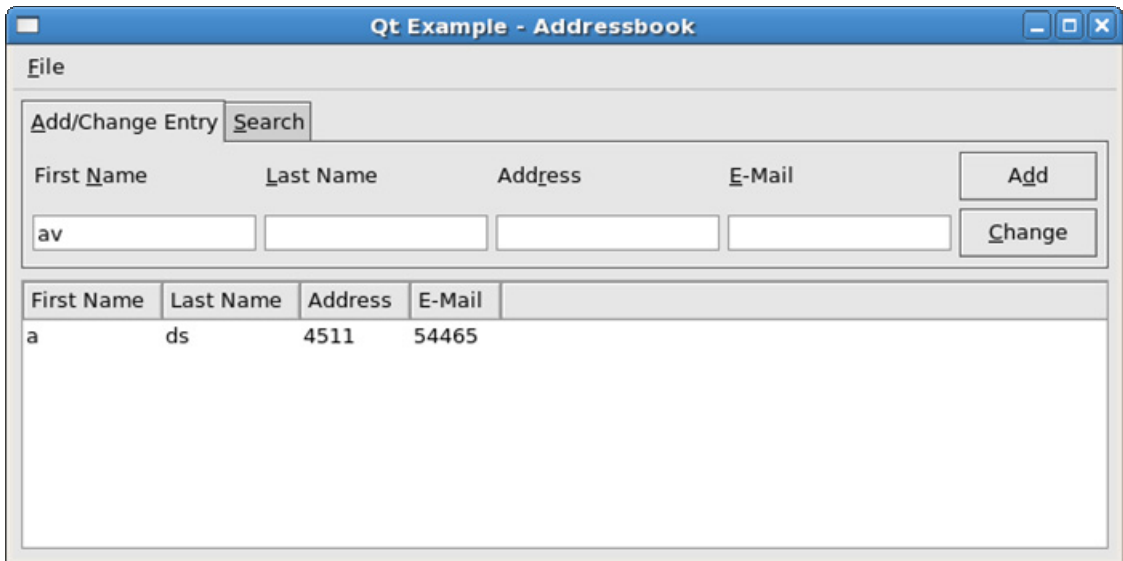 Qt Example - Addressbook
File
Add/Change Entry Search
First Name Last Name Address E-Mail Add
av Change
First Name Last Name Address E-Mail
a ds 4511 54465